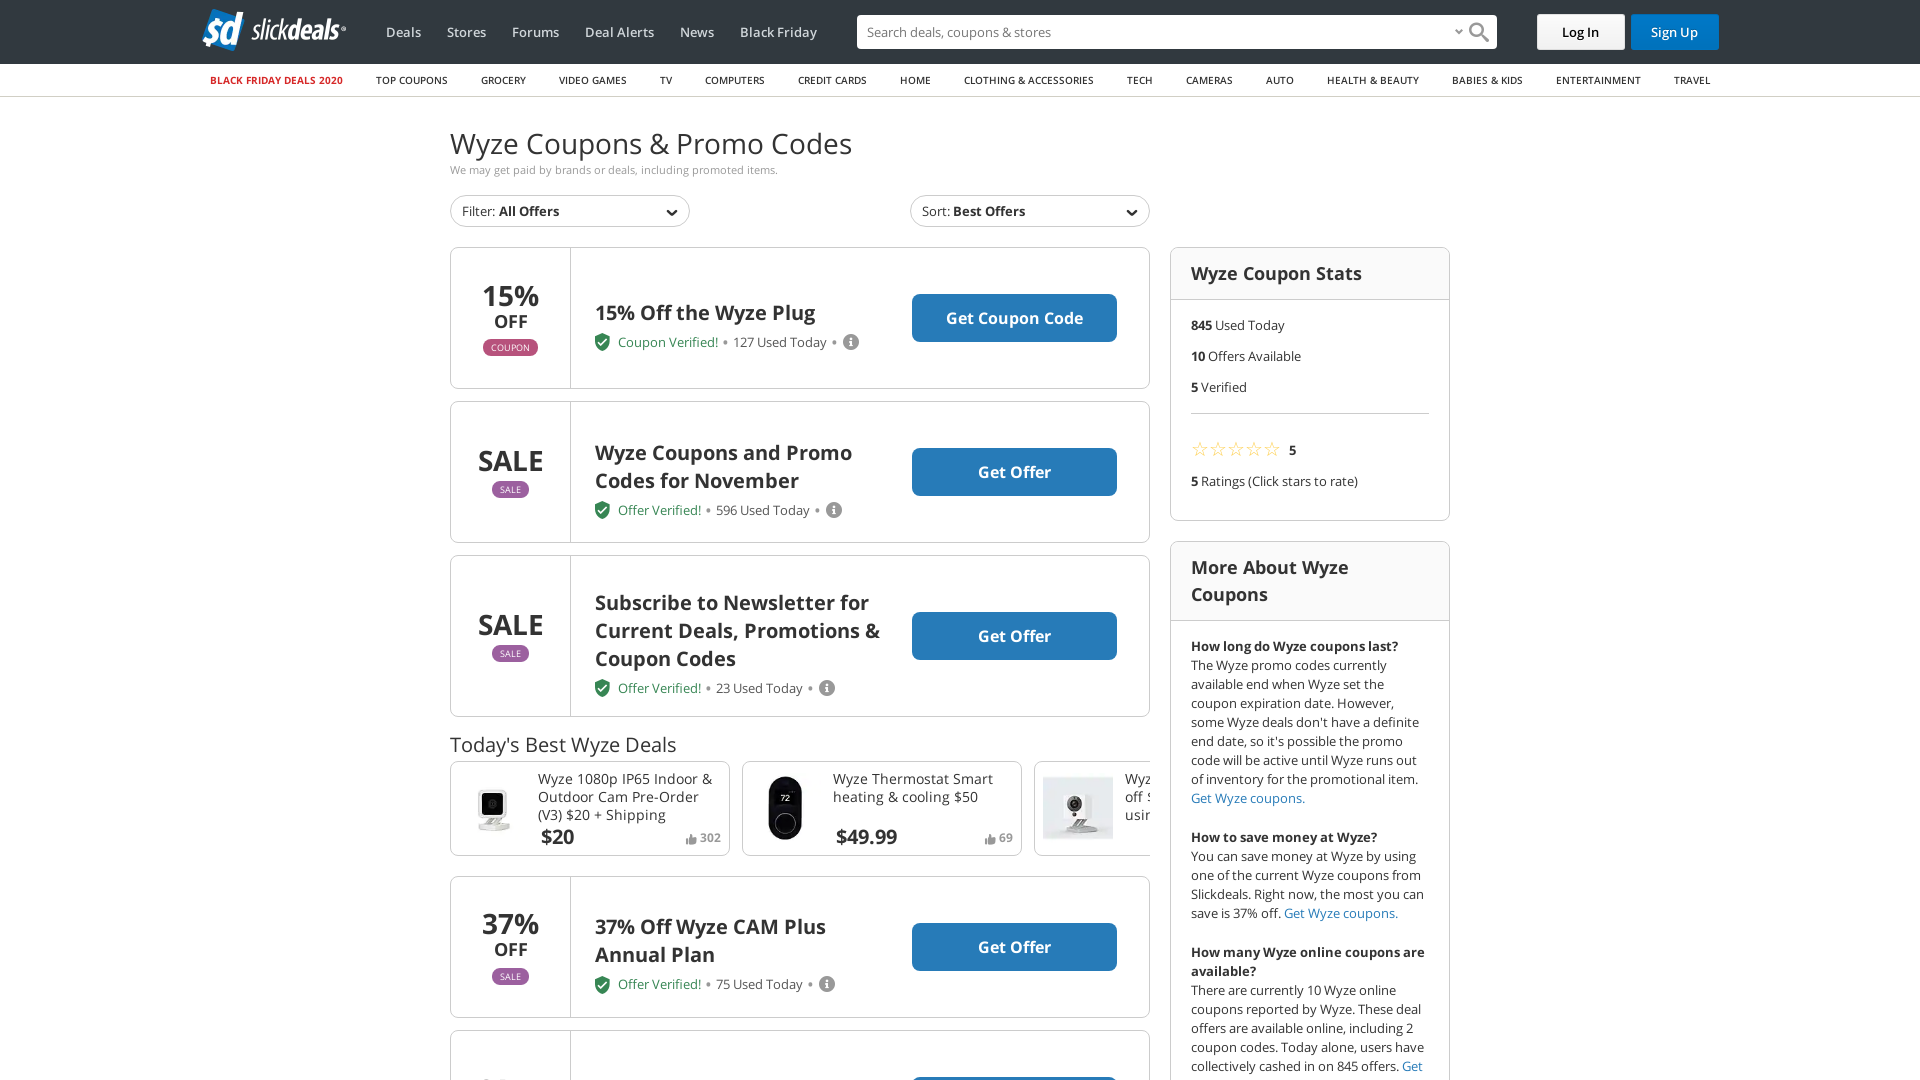 sd slickdeals®
Deals
Stores
Forums
Deal Alerts
News
Black Friday
Search deals, coupons & stores
Log In
Sign Up
BLACK FRIDAY DEALS 2020
TOP COUPONS
GROCERY
VIDEO GAMES
TV
COMPUTERS
CREDIT CARDS
HOME
CLOTHING & ACCESSORIES
TECH
CAMERAS
AUTO
HEALTH & BEAUTY
BABIES & KIDS
ENTERTAINMENT
TRAVEL
Wyze Coupons & Promo Codes
We may get paid by brands or deals, including promoted items.
Filter: All Offers
Sort: Best Offers
15%
OFF
COUPON
15% Off the Wyze Plug
Coupon Verified! • 127 Used Today •
Get Coupon Code
SALE
SALE
Wyze Coupons and Promo
Codes for November
Offer Verified! • 596 Used Today •
Get Offer
SALE
SALE
Subscribe to Newsletter for
Current Deals, Promotions &
Coupon Codes
Offer Verified! • 23 Used Today •
Get Offer
Today's Best Wyze Deals
Wyze 1080p IP65 Indoor &
Outdoor Cam Pre-Order
(V3) $20 + Shipping
$20
302
72
Wyze Thermostat Smart
heating & cooling $50
$49.99
69
Wyz
off
usin
37%
OFF
SALE
37% Off Wyze CAM Plus
Annual Plan
Offer Verified! • 75 Used Today •
Get Offer
Wyze Coupon Stats
845 Used Today
10 Offers Available
5 Verified
5
5 Ratings (Click stars to rate)
More About Wyze
Coupons
How long do Wyze coupons last?
The Wyze promo codes currently
available end when Wyze set the
coupon expiration date. However,
some Wyze deals don't have a definite
end date, so it's possible the promo
code will be active until Wyze runs out
of inventory for the promotional item.
Get Wyze coupons.
How to save money at Wyze?
You can save money at Wyze by using
one of the current Wyze coupons from
Slickdeals. Right now, the most you can
save is 37% off. Get Wyze coupons.
How many Wyze online coupons are
available?
There are currently 10 Wyze online
coupons reported by Wyze. These deal
offers are available online, including 2
coupon codes. Today alone, users have
collectively cashed in on 845 offers. Get